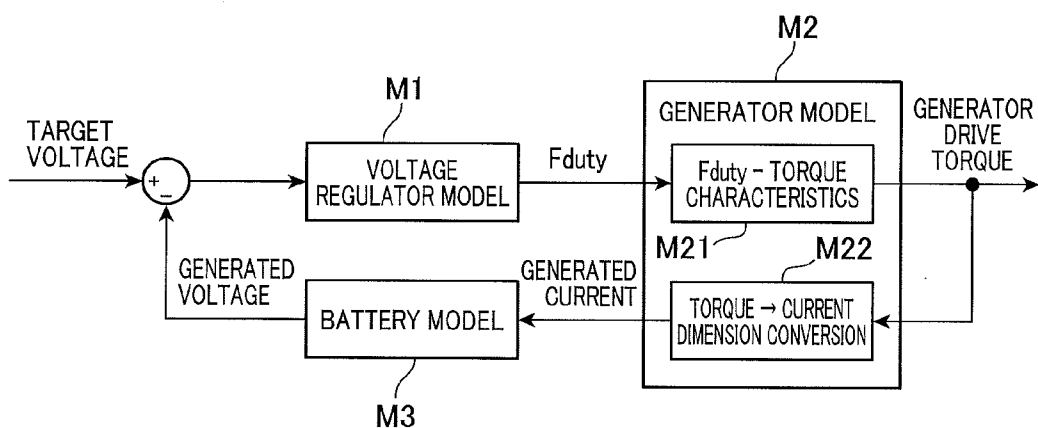 M2
M1
GENERATOR MODEL
GENERATOR
DRIVE
TORQUE
TARGET
VOLTAGE
+
−
VOLTAGE
REGULATOR MODEL
Fduty
Fduty − TORQUE
CHARACTERISTICS
M21
M22
GENERATED
VOLTAGE
BATTERY MODEL
GENERATED
CURRENT
TORQUE → CURRENT
DIMENSION CONVERSION
M3